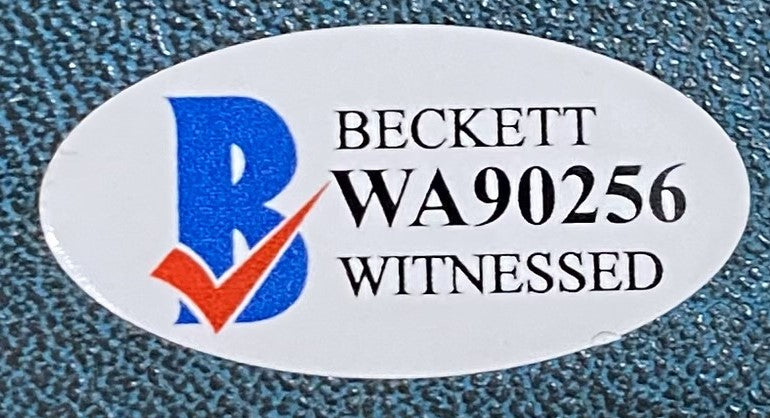 B
BECKETT
WA90256
WITNESSED